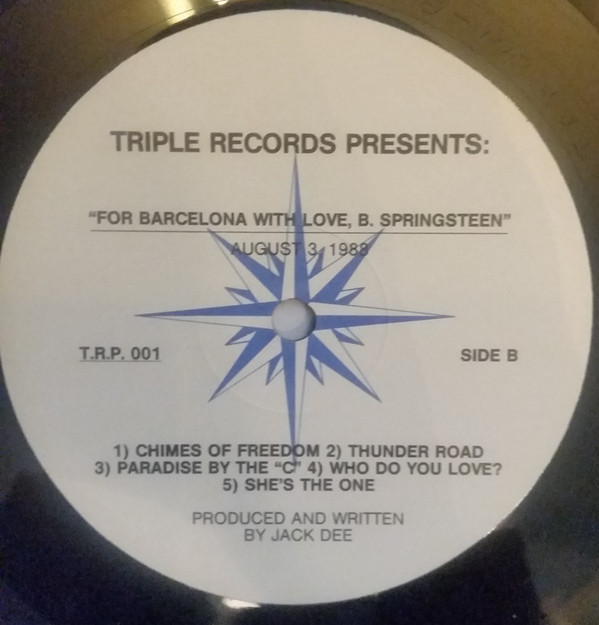 TRIPLE RECORDS PRESENTS:
"FOR BARCELONA WITH LOVE, B. SPRINGSTEEN"
AUGUST 3, 1988
T.R.P. 001 SIDE B
1) CHIMES OF FREEDOM 2) THUNDER ROAD
3) PARADISE BY THE "C" 4) WHO DO YOU LOVE?
5) SHE'S THE ONE
PRODUCED AND WRITTEN
BY JACK DEE